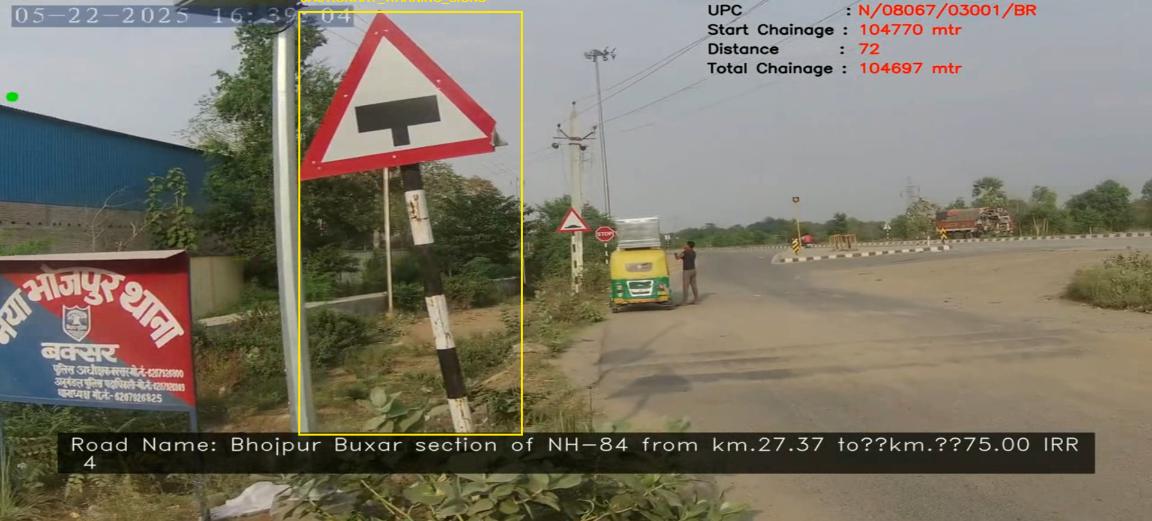 05-22-2025 16:39:04
UPC : N/08067/03001/BR
Start Chainage : 104770 mtr
Distance : 72
Total Chainage : 104697 mtr
STOP
नया भोजपुर थाना
बक्सर
Road Name: Bhojpur Buxar section of NH-84 from km.27.37 to??km.??75.00 IRR
4